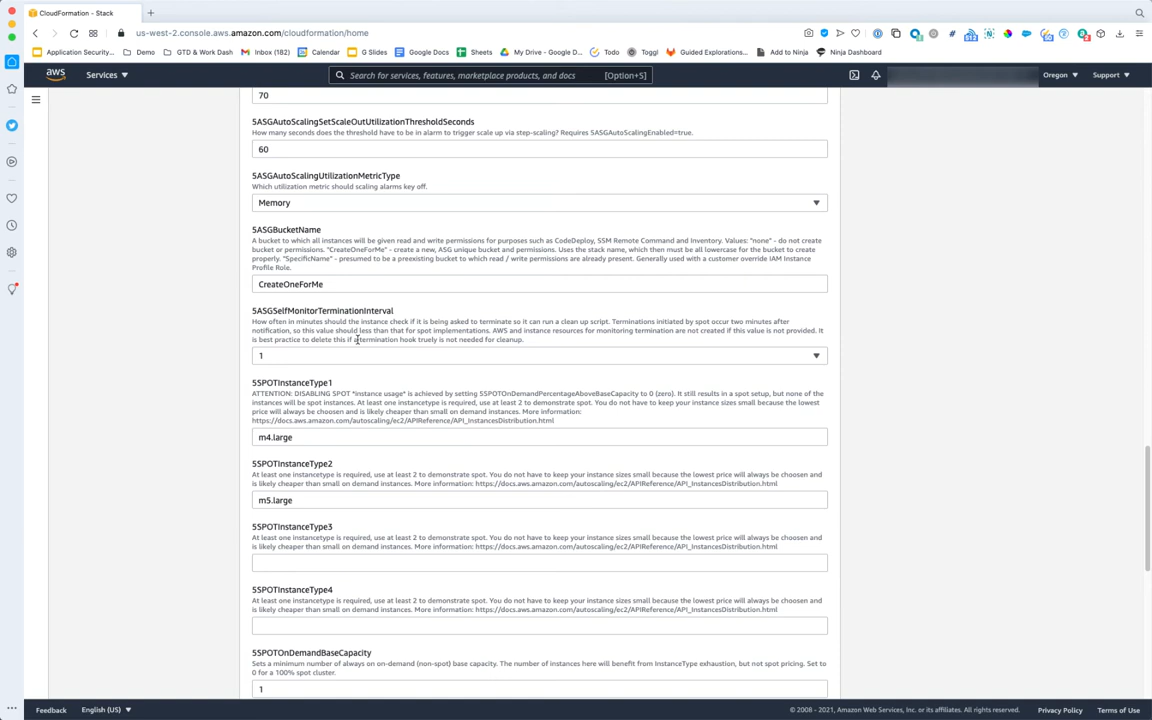 CloudFormation - Stack
us-west-2.console.aws.amazon.com/cloudformation/home
Application Security...
Demo
GTD & Work Dash
Inbox (182)
Calendar
G Slides
Google Docs
Sheets
My Drive - Google D...
Todo
Toggl
Guided Explorations...
Add to Ninja
Ninja Dashboard
aws
Services
Search for services, features, marketplace products, and docs
[Option+S]
Oregon
Support
70
5ASGAutoScalingSetScaleOutUtilizationThresholdSeconds
How many seconds does the threshold have to be in alarm to trigger scale up via step-scaling? Requires 5ASGAutoScalingEnabled=true.
60
5ASGAutoScalingUtilizationMetricType
Which utilization metric should scaling alarms key off.
Memory
5ASGBucketName
A bucket to which all instances will be given read and write permissions for purposes such as CodeDeploy, SSM Remote Command and Inventory. Values: "none" - do not create
bucket or permissions. "CreateOneForMe" - create a new, ASG unique bucket and permissions. Uses the stack name, which then must be all lowercase for the bucket to create
properly. "SpecificName" - presumed to be a preexisting bucket to which read / write permissions are already present. Generally used with a customer override IAM Instance
Profile Role.
CreateOneForMe
5ASGSelfMonitorTerminationInterval
How often in minutes should the instance check if it is being asked to terminate so it can run a clean up script. Terminations initiated by spot occur two minutes after
notification, so this value should less than that for spot implementations. AWS and instance resources for monitoring termination are not created if this value is not provided. It
is best practice to delete this if a termination hook truely is not needed for cleanup.
1
5SPOTInstanceType1
ATTENTION: DISABLING SPOT *instance usage* is achieved by setting 5SPOTOnDemandPercentageAboveBaseCapacity to 0 (zero). It still results in a spot setup, but none of the
instances will be spot instances. At least one instancetype is required, use at least 2 to demonstrate spot. You do not have to keep your instance sizes small because the lowest
price will always be choosen and is likely cheaper than small on demand instances. More information:
https://docs.aws.amazon.com/autoscaling/ec2/APIReference/API_InstancesDistribution.html
m4.large
5SPOTInstanceType2
At least one instancetype is required, use at least 2 to demonstrate spot. You do not have to keep your instance sizes small because the lowest price will always be choosen and
is likely cheaper than small on demand instances. More information: https://docs.aws.amazon.com/autoscaling/ec2/APIReference/API_InstancesDistribution.html
m5.large
5SPOTInstanceType3
At least one instancetype is required, use at least 2 to demonstrate spot. You do not have to keep your instance sizes small because the lowest price will always be choosen and
is likely cheaper than small on demand instances. More information: https://docs.aws.amazon.com/autoscaling/ec2/APIReference/API_InstancesDistribution.html
5SPOTInstanceType4
At least one instancetype is required, use at least 2 to demonstrate spot. You do not have to keep your instance sizes small because the lowest price will always be choosen and
is likely cheaper than small on demand instances. More information: https://docs.aws.amazon.com/autoscaling/ec2/APIReference/API_InstancesDistribution.html
5SPOTOnDemandBaseCapacity
Sets a minimum number of always on on-demand (non-spot) base capacity. The number of instances here will benefit from InstanceType exhaustion, but not spot pricing. Set to
0 for a 100% spot cluster.
1
Feedback
English (US)
© 2008 - 2021, Amazon Web Services, Inc. or its affiliates. All rights reserved.
Privacy Policy
Terms of Use